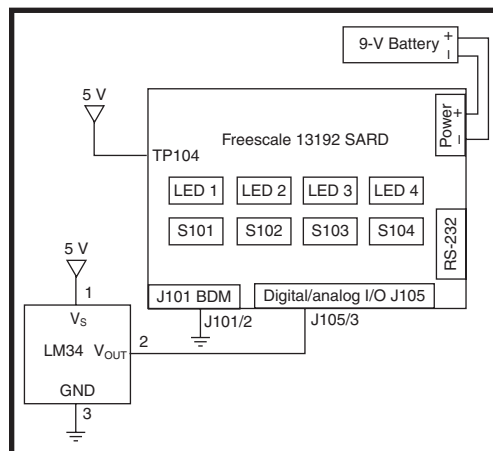 9-V Battery
+
–
5 V
TP104
Freescale 13192 SARD
Power
+
–
LED 1 LED 2 LED 3 LED 4
S101 S102 S103 S104
RS-232
5 V
1
J101 BDM
Digital/analog I/O J105
J101/2
J105/3
VS
LM34 VOUT
2
GND
3